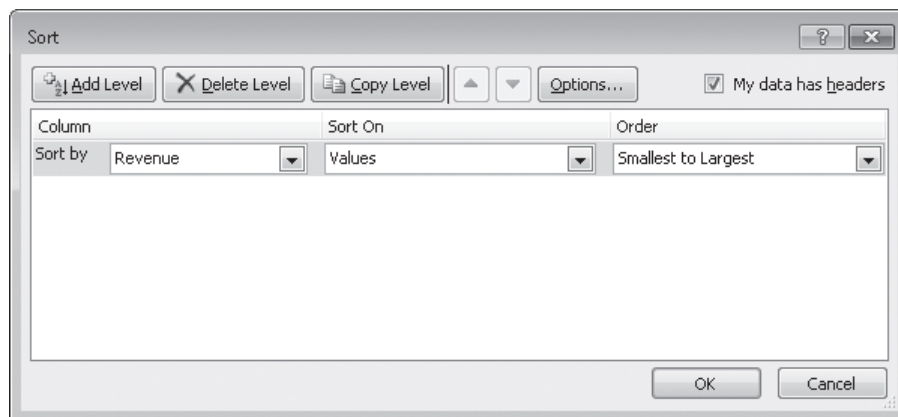 Sort
Add Level Delete Level Copy Level Options... My data has headers
Column Sort On Order
Sort by Revenue Values Smallest to Largest
OK Cancel